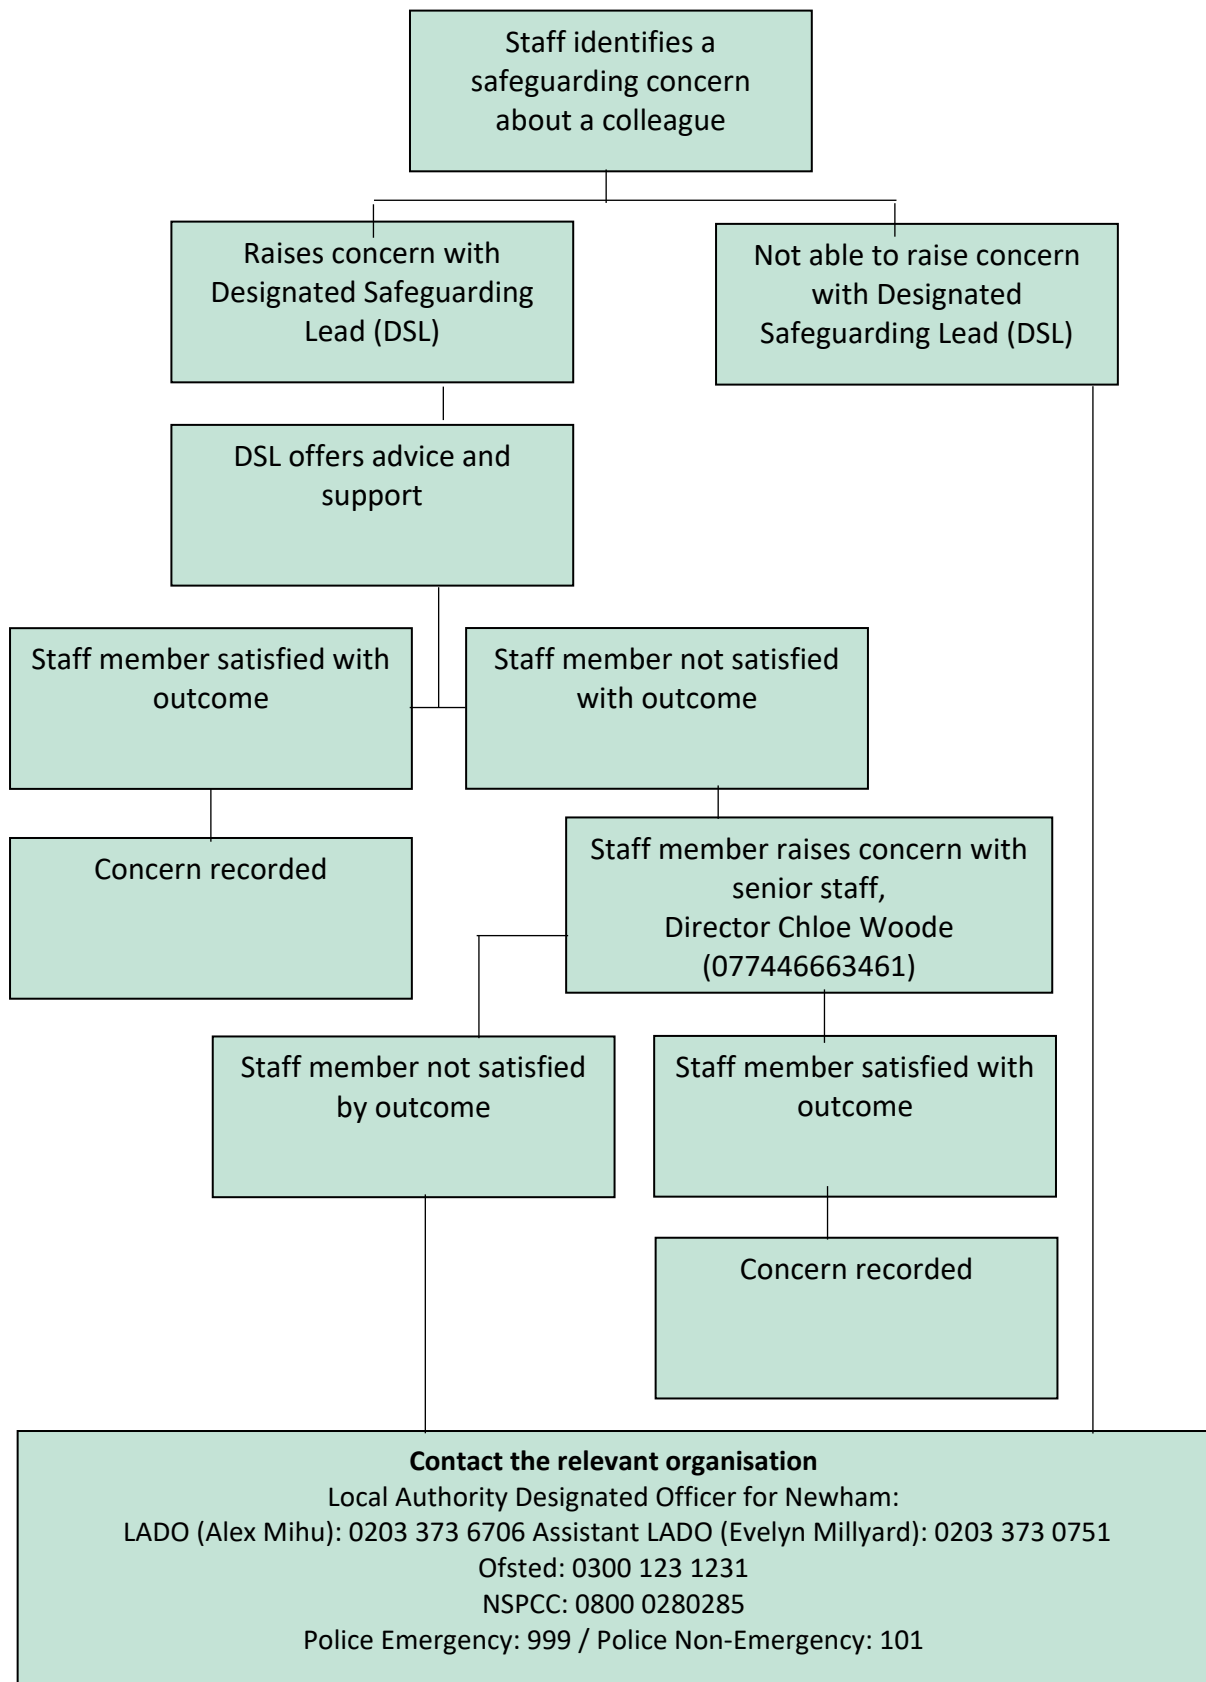 Staff identifies a
safeguarding concern
about a colleague
Raises concern with
Designated Safeguarding
Lead (DSL)
Not able to raise concern
with Designated
Safeguarding Lead (DSL)
DSL offers advice and
support
Staff member satisfied with
outcome
Staff member not satisfied
with outcome
Concern recorded
Staff member raises concern with
senior staff,
Director Chloe Woode
(077446663461)
Staff member not satisfied
by outcome
Staff member satisfied with
outcome
Concern recorded
Contact the relevant organisation
Local Authority Designated Officer for Newham:
LADO (Alex Mihu): 0203 373 6706 Assistant LADO (Evelyn Millyard): 0203 373 0751
Ofsted: 0300 123 1231
NSPCC: 0800 0280285
Police Emergency: 999 / Police Non-Emergency: 101